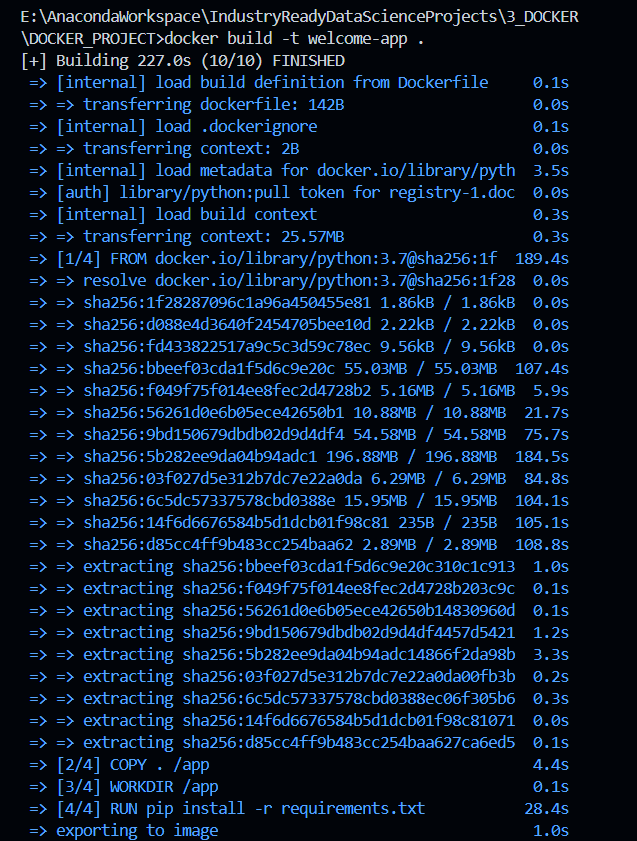 E:\AnacondaWorkspace\IndustryReadyDataScienceProjects\3_DOCKER
\DOCKER_PROJECT>docker build -t welcome-app .
[+] Building 227.0s (10/10) FINISHED
=> [internal] load build definition from Dockerfile 0.1s
=> => transferring dockerfile: 142B 0.0s
=> [internal] load .dockerignore 0.1s
=> => transferring context: 2B 0.0s
=> [internal] load metadata for docker.io/library/pyth 3.5s
=> [auth] library/python:pull token for registry-1.doc 0.0s
=> [internal] load build context 0.3s
=> => transferring context: 25.57MB 0.3s
=> [1/4] FROM docker.io/library/python:3.7@sha256:1f 189.4s
=> => resolve docker.io/library/python:3.7@sha256:1f28 0.0s
=> => sha256:1f28287096c1a96a450455e81 1.86kB / 1.86kB 0.0s
=> => sha256:d088e4d3640f2454705bee10d 2.22kB / 2.22kB 0.0s
=> => sha256:fd433822517a9c5c3d59c78ec 9.56kB / 9.56kB 0.0s
=> => sha256:bbeef03cda1f5d6c9e20c 55.03MB / 55.03MB 107.4s
=> => sha256:f049f75f014ee8fec2d4728b2 5.16MB / 5.16MB 5.9s
=> => sha256:56261d0e6b05ece42650b1 10.88MB / 10.88MB 21.7s
=> => sha256:9bd150679dbdb02d9d4df4 54.58MB / 54.58MB 75.7s
=> => sha256:5b282ee9da04b94adc1 196.88MB / 196.88MB 184.5s
=> => sha256:03f027d5e312b7dc7e22a0da 6.29MB / 6.29MB 84.8s
=> => sha256:6c5dc57337578cbd0388e 15.95MB / 15.95MB 104.1s
=> => sha256:14f6d6676584b5d1dcb01f98c81 235B / 235B 105.1s
=> => sha256:d85cc4ff9b483cc254baa62 2.89MB / 2.89MB 108.8s
=> => extracting sha256:bbeef03cda1f5d6c9e20c310c1c913 1.0s
=> => extracting sha256:f049f75f014ee8fec2d4728b203c9c 0.1s
=> => extracting sha256:56261d0e6b05ece42650b14830960d 0.1s
=> => extracting sha256:9bd150679dbdb02d9d4df4457d5421 1.2s
=> => extracting sha256:5b282ee9da04b94adc14866f2da98b 3.3s
=> => extracting sha256:03f027d5e312b7dc7e22a0da00fb3b 0.2s
=> => extracting sha256:6c5dc57337578cbd0388ec06f305b6 0.3s
=> => extracting sha256:14f6d6676584b5d1dcb01f98c81071 0.0s
=> => extracting sha256:d85cc4ff9b483cc254baa627ca6ed5 0.1s
=> [2/4] COPY . /app 4.4s
=> [3/4] WORKDIR /app 0.1s
=> [4/4] RUN pip install -r requirements.txt 28.4s
=> exporting to image 1.0s